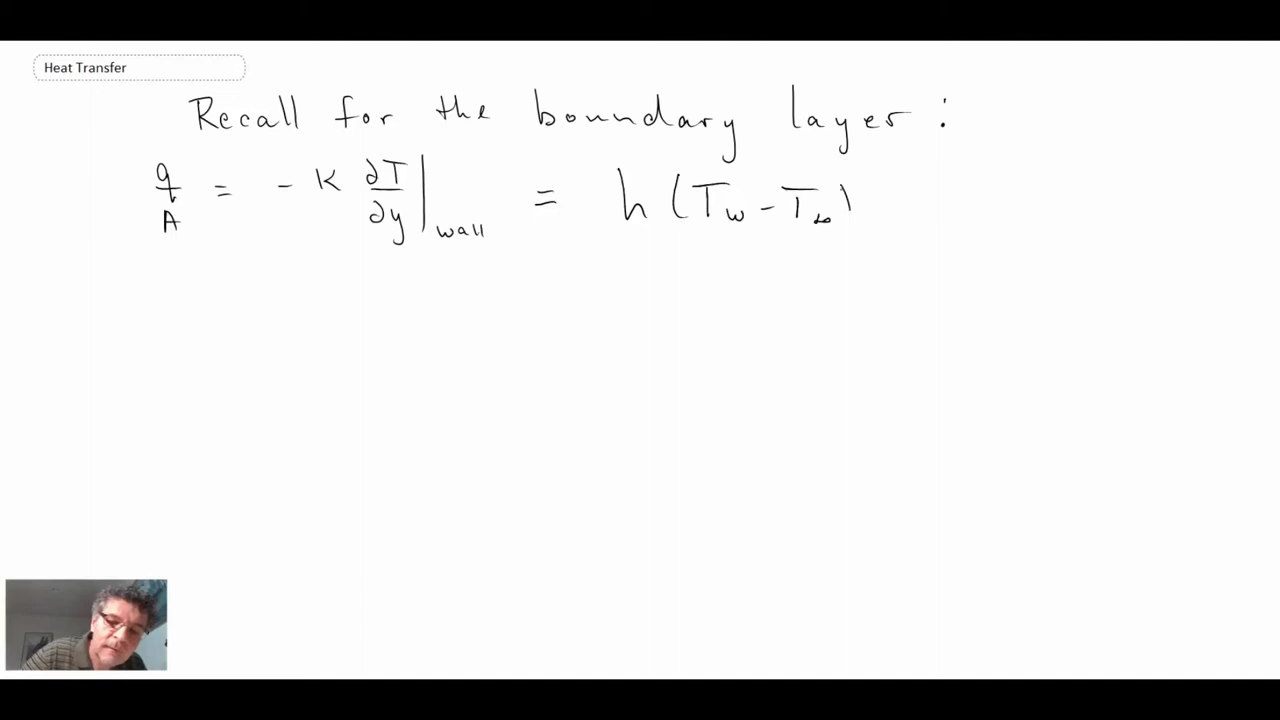 Heat Transfer
Recall for the boundary layer :
q/A = - K ∂T/∂y |wall = h (Tw - T∞)